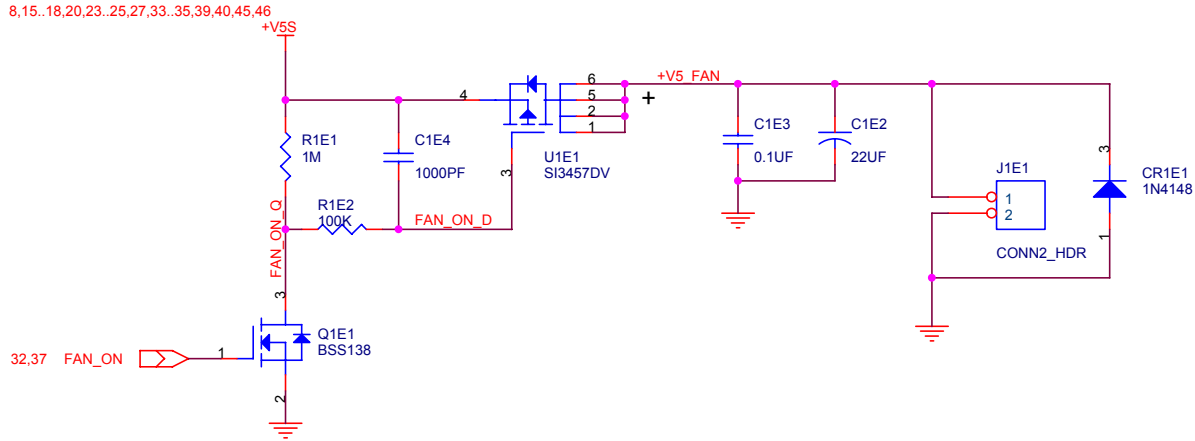 8,15..18,20,23..25,27,33..35,39,40,45,46
+V5S
R1E1
1M
C1E4
1000PF
4
6
5
2
1
+
3
U1E1
SI3457DV
+V5_FAN
C1E3
0.1UF
C1E2
22UF
J1E1
1
2
CONN2_HDR
3
CR1E1
1N4148
1
FAN_ON_Q
R1E2
100K
FAN_ON_D
3
Q1E1
BSS138
1
2
32,37 FAN_ON